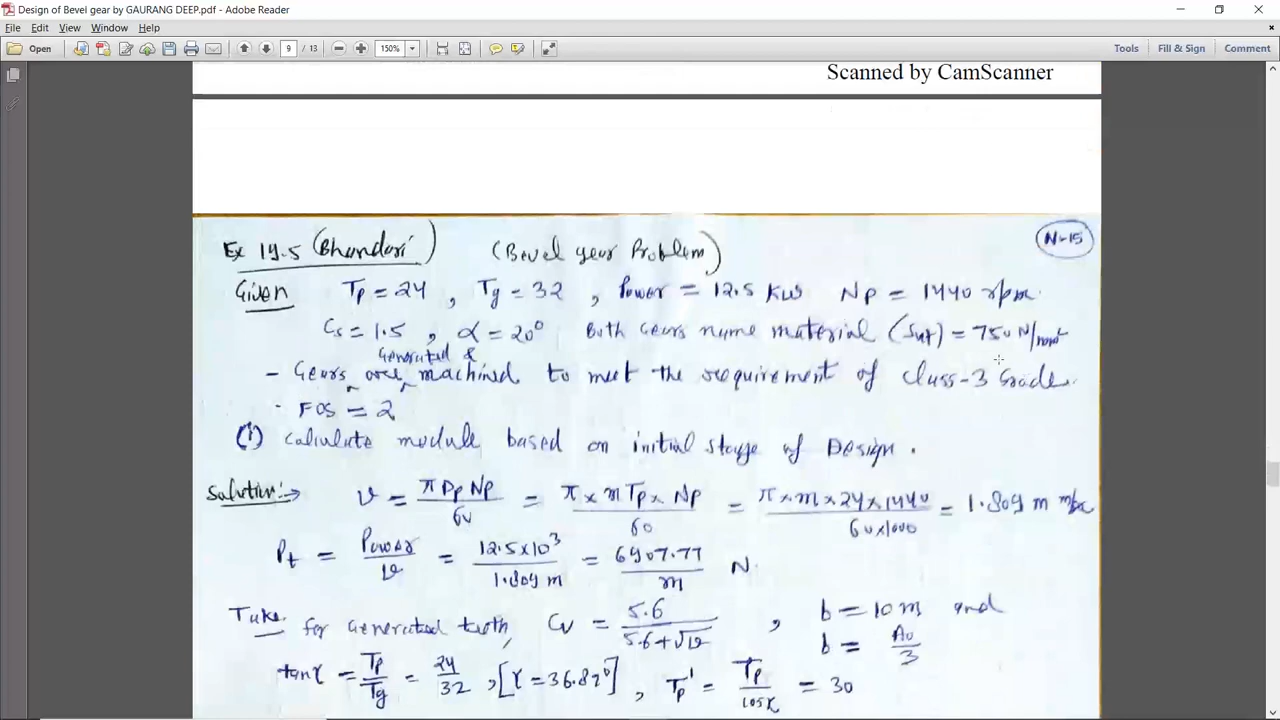 Design of Bevel gear by GAURANG DEEP.pdf - Adobe Reader
File Edit View Window Help
Open 9 / 13 150% Tools Fill & Sign Comment
Scanned by CamScanner
Ex 19.5 (Bhandari) (Bevel gear Problem) N-15
Given Tp = 24 , Tg = 32 , Power = 12.5 KW Np = 1440 rpm.
Cs = 1.5 , α = 20° Both Gears same material (Sut) = 750 N/mm²
- Gears are Generated & machined to meet the requirement of class-3 Grade.
- FOS = 2
(1) Calculate module based on initial stage of Design .
Solution:→ v = πDpNp/60 = π×mTp×Np/60 = π×m×24×1440/60×1000 = 1.809 m m/sec
Pt = Power/v = 12.5×10³/1.809 m = 6907.77/m N.
Take for Generated teeth, Cv = 5.6/5.6+√v , b = 10m and b = A0/3
tanγ = Tp/Tg = 24/32 , [γ = 36.87°] , Tp' = Tp/cosγ = 30